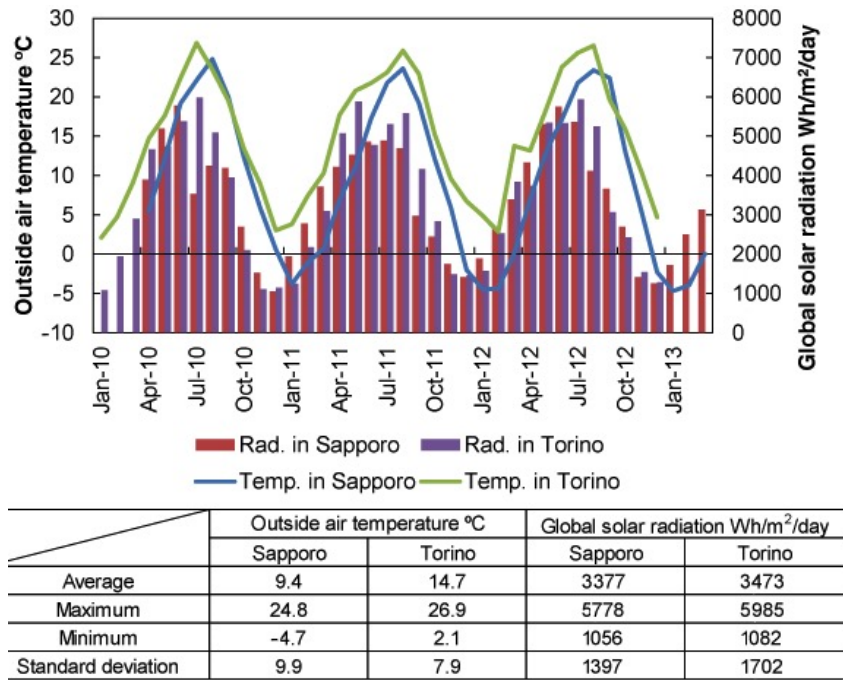 Outside air temperature ºC
30
25
20
15
10
5
0
-5
-10
8000
7000
6000
5000
4000
3000
2000
1000
0
Global solar radiation Wh/m²/day
Jan-10
Apr-10
Jul-10
Oct-10
Jan-11
Apr-11
Jul-11
Oct-11
Jan-12
Apr-12
Jul-12
Oct-12
Jan-13
Rad. in Sapporo Rad. in Torino
Temp. in Sapporo Temp. in Torino
Outside air temperature ºC Global solar radiation Wh/m²/day
Sapporo Torino Sapporo Torino
Average 9.4 14.7 3377 3473
Maximum 24.8 26.9 5778 5985
Minimum -4.7 2.1 1056 1082
Standard deviation 9.9 7.9 1397 1702